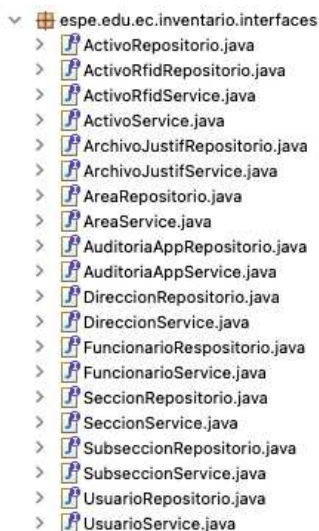 espe.edu.ec.inventario.interfaces
ActivoRepositorio.java
ActivoRfidRepositorio.java
ActivoRfidService.java
ActivoService.java
ArchivoJustifRepositorio.java
ArchivoJustifService.java
AreaRepositorio.java
AreaService.java
AuditoriaAppRepositorio.java
AuditoriaAppService.java
DireccionRepositorio.java
DireccionService.java
FuncionarioRespositorio.java
FuncionarioService.java
SeccionRepositorio.java
SeccionService.java
SubseccionRepositorio.java
SubseccionService.java
UsuarioRepositorio.java
UsuarioService.java